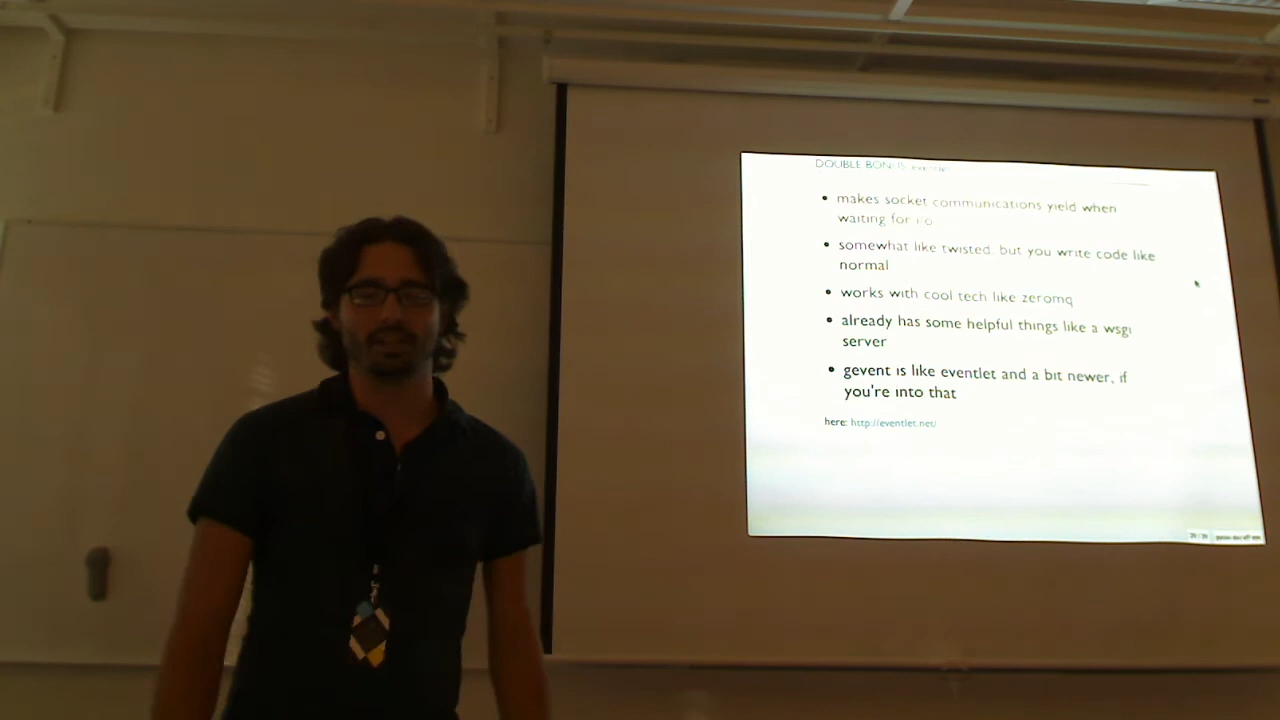 DOUBLE BONUS: eventlet
makes socket communications yield when
waiting for i/o
somewhat like twisted, but you write code like
normal
works with cool tech like zeromq
already has some helpful things like a wsgi
server
gevent is like eventlet and a bit newer, if
you're into that
here: http://eventlet.net/